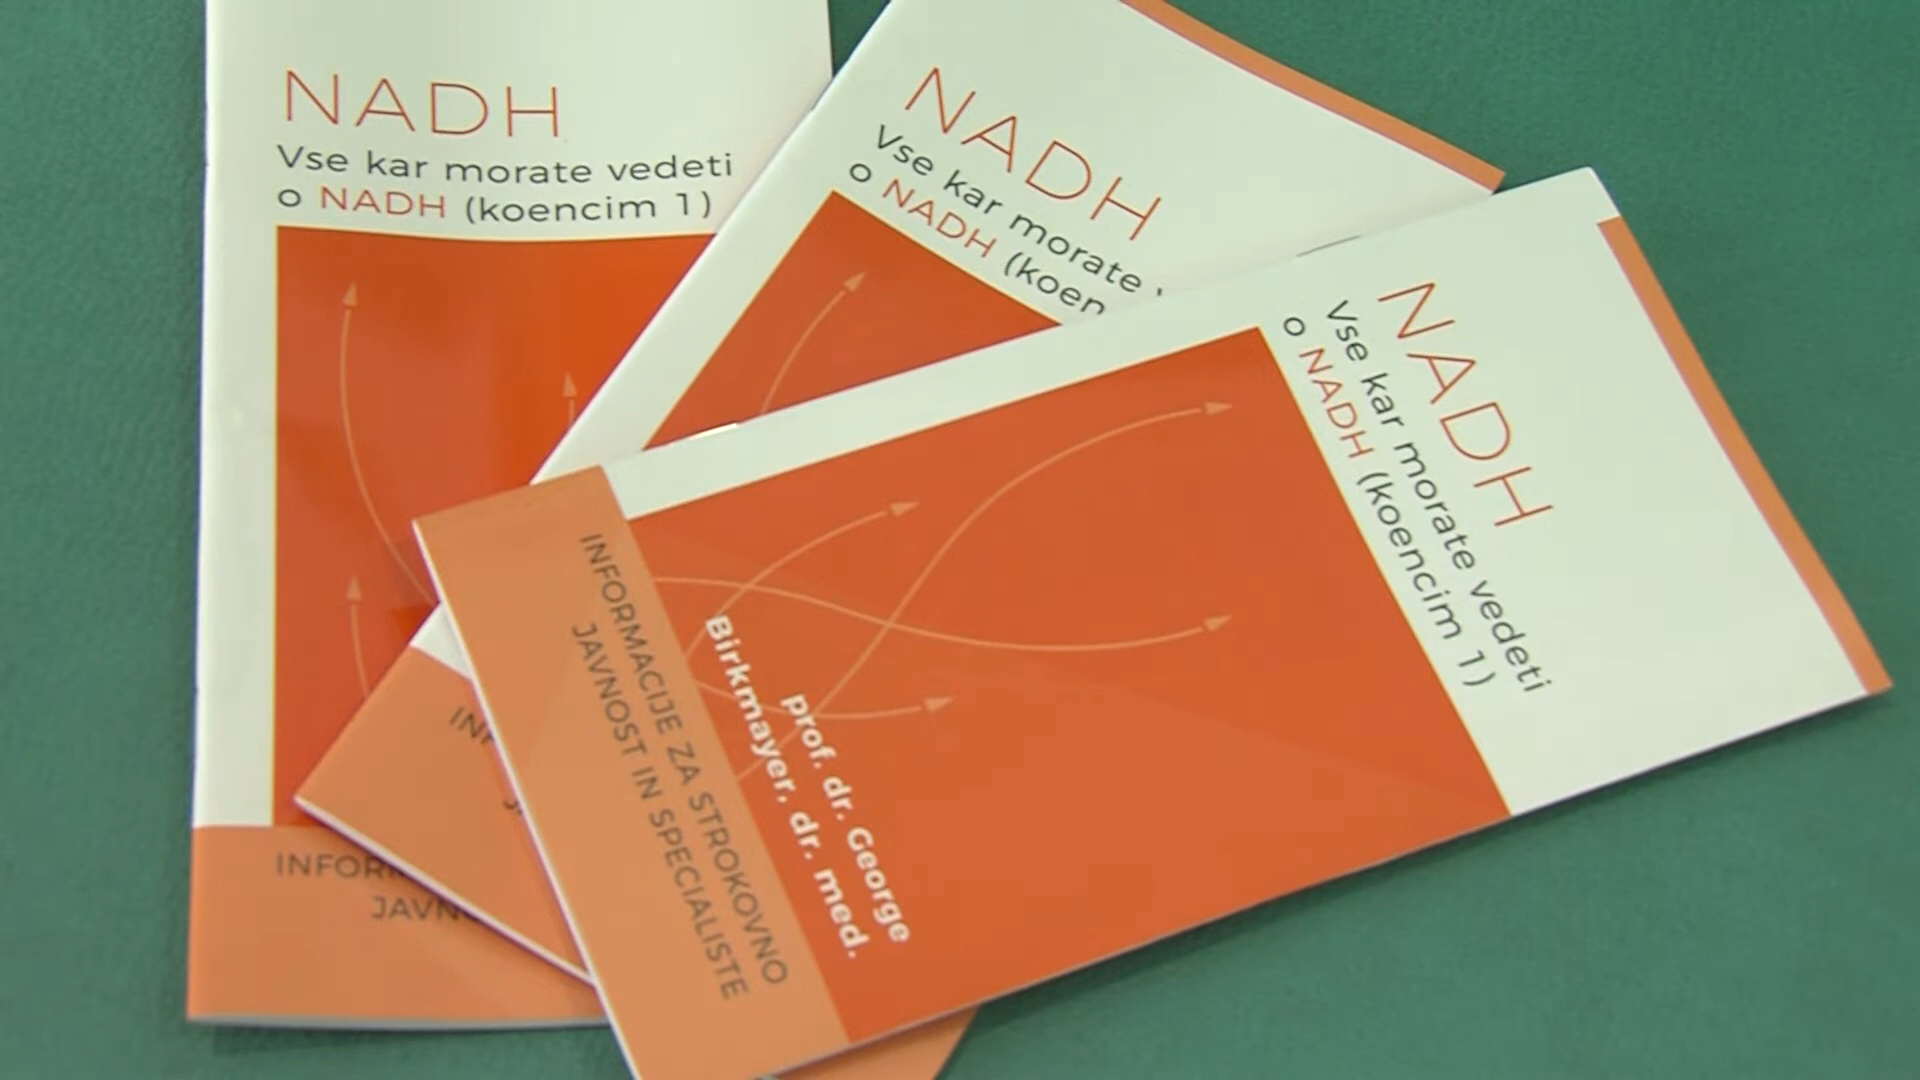 NADH
Vse kar morate vedeti
o NADH (koencim 1)
NADH
Vse kar morate
o NADH (koen
NADH
Vse kar morate vedeti
o NADH (koencim 1)
prof. dr. George
Birkmayer, dr. med.
INFORMACIJE ZA STROKOVNO
JAVNOST IN SPECIALISTE